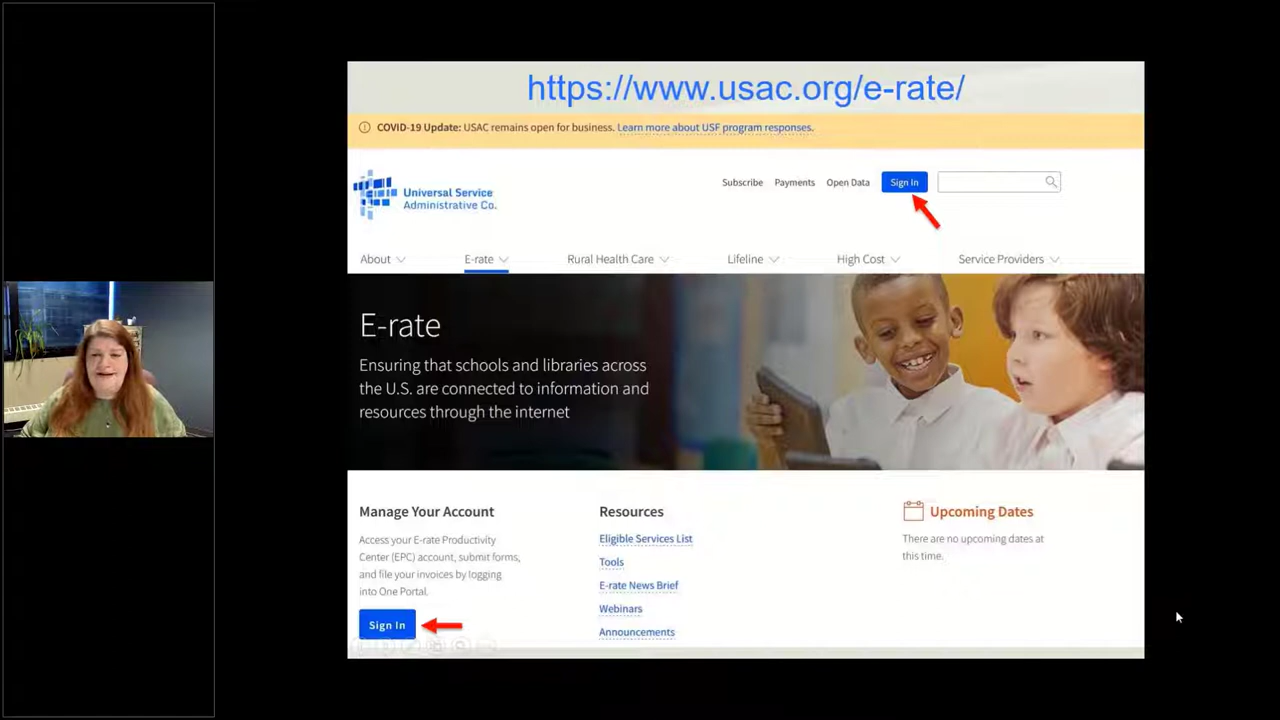 https://www.usac.org/e-rate/
COVID-19 Update: USAC remains open for business. Learn more about USF program responses.
Universal Service
Administrative Co.
Subscribe Payments Open Data Sign In
About E-rate Rural Health Care Lifeline High Cost Service Providers
E-rate
Ensuring that schools and libraries across
the U.S. are connected to information and
resources through the internet
Manage Your Account
Access your E-rate Productivity
Center (EPC) account, submit forms,
and file your invoices by logging
into One Portal.
Sign In
Resources
Eligible Services List
Tools
E-rate News Brief
Webinars
Announcements
Upcoming Dates
There are no upcoming dates at
this time.